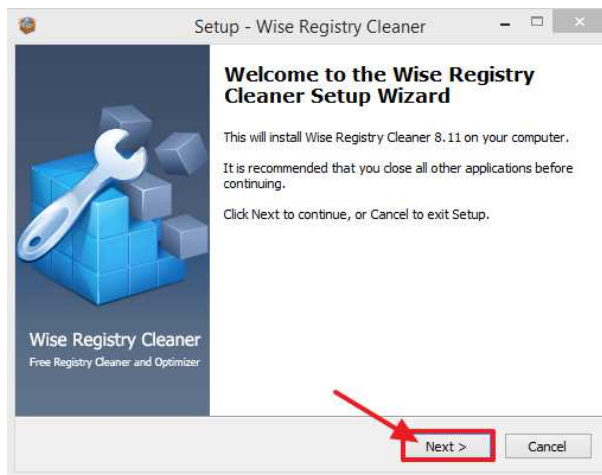 Setup - Wise Registry Cleaner
Welcome to the Wise Registry
Cleaner Setup Wizard
This will install Wise Registry Cleaner 8.11 on your computer.
It is recommended that you close all other applications before
continuing.
Click Next to continue, or Cancel to exit Setup.
Wise Registry Cleaner
Free Registry Cleaner and Optimizer
Next >
Cancel